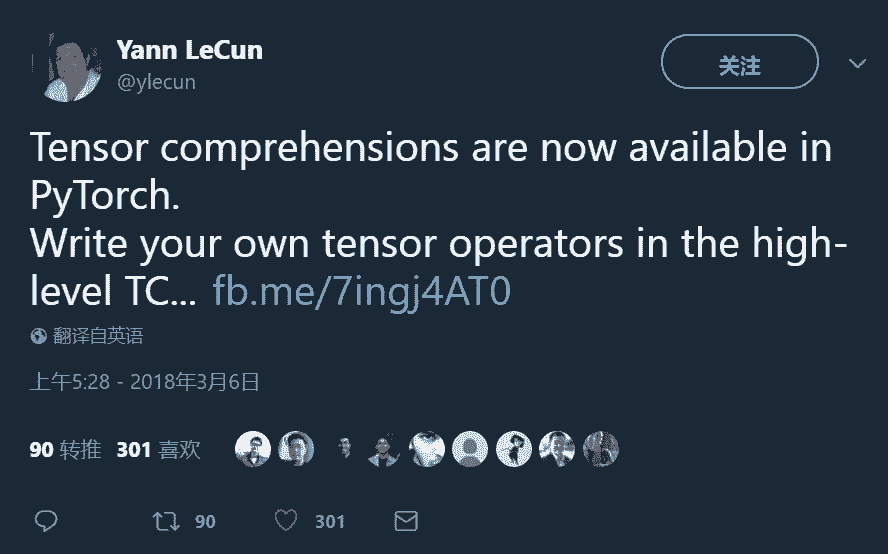 Yann LeCun
@ylecun
关注
Tensor comprehensions are now available in
PyTorch.
Write your own tensor operators in the high-
level TC... fb.me/7ingj4AT0
翻译自英语
上午5:28 - 2018年3月6日
90 转推 301 喜欢
90 301